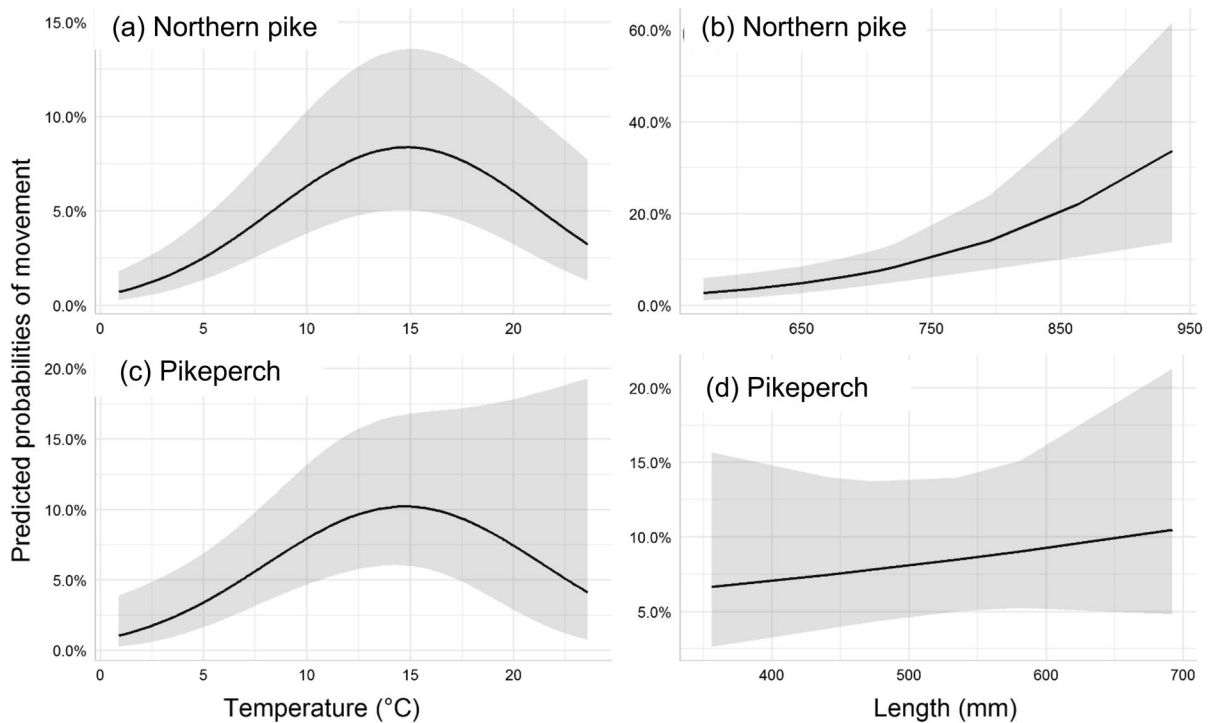 (a) Northern pike
15.0%
10.0%
5.0%
0.0%
0 5 10 15 20
(b) Northern pike
60.0%
40.0%
20.0%
0.0%
650 750 850 950
(c) Pikeperch
20.0%
15.0%
10.0%
5.0%
0.0%
0 5 10 15 20
(d) Pikeperch
20.0%
15.0%
10.0%
5.0%
400 500 600 700
Predicted probabilities of movement
Temperature (°C)
Length (mm)